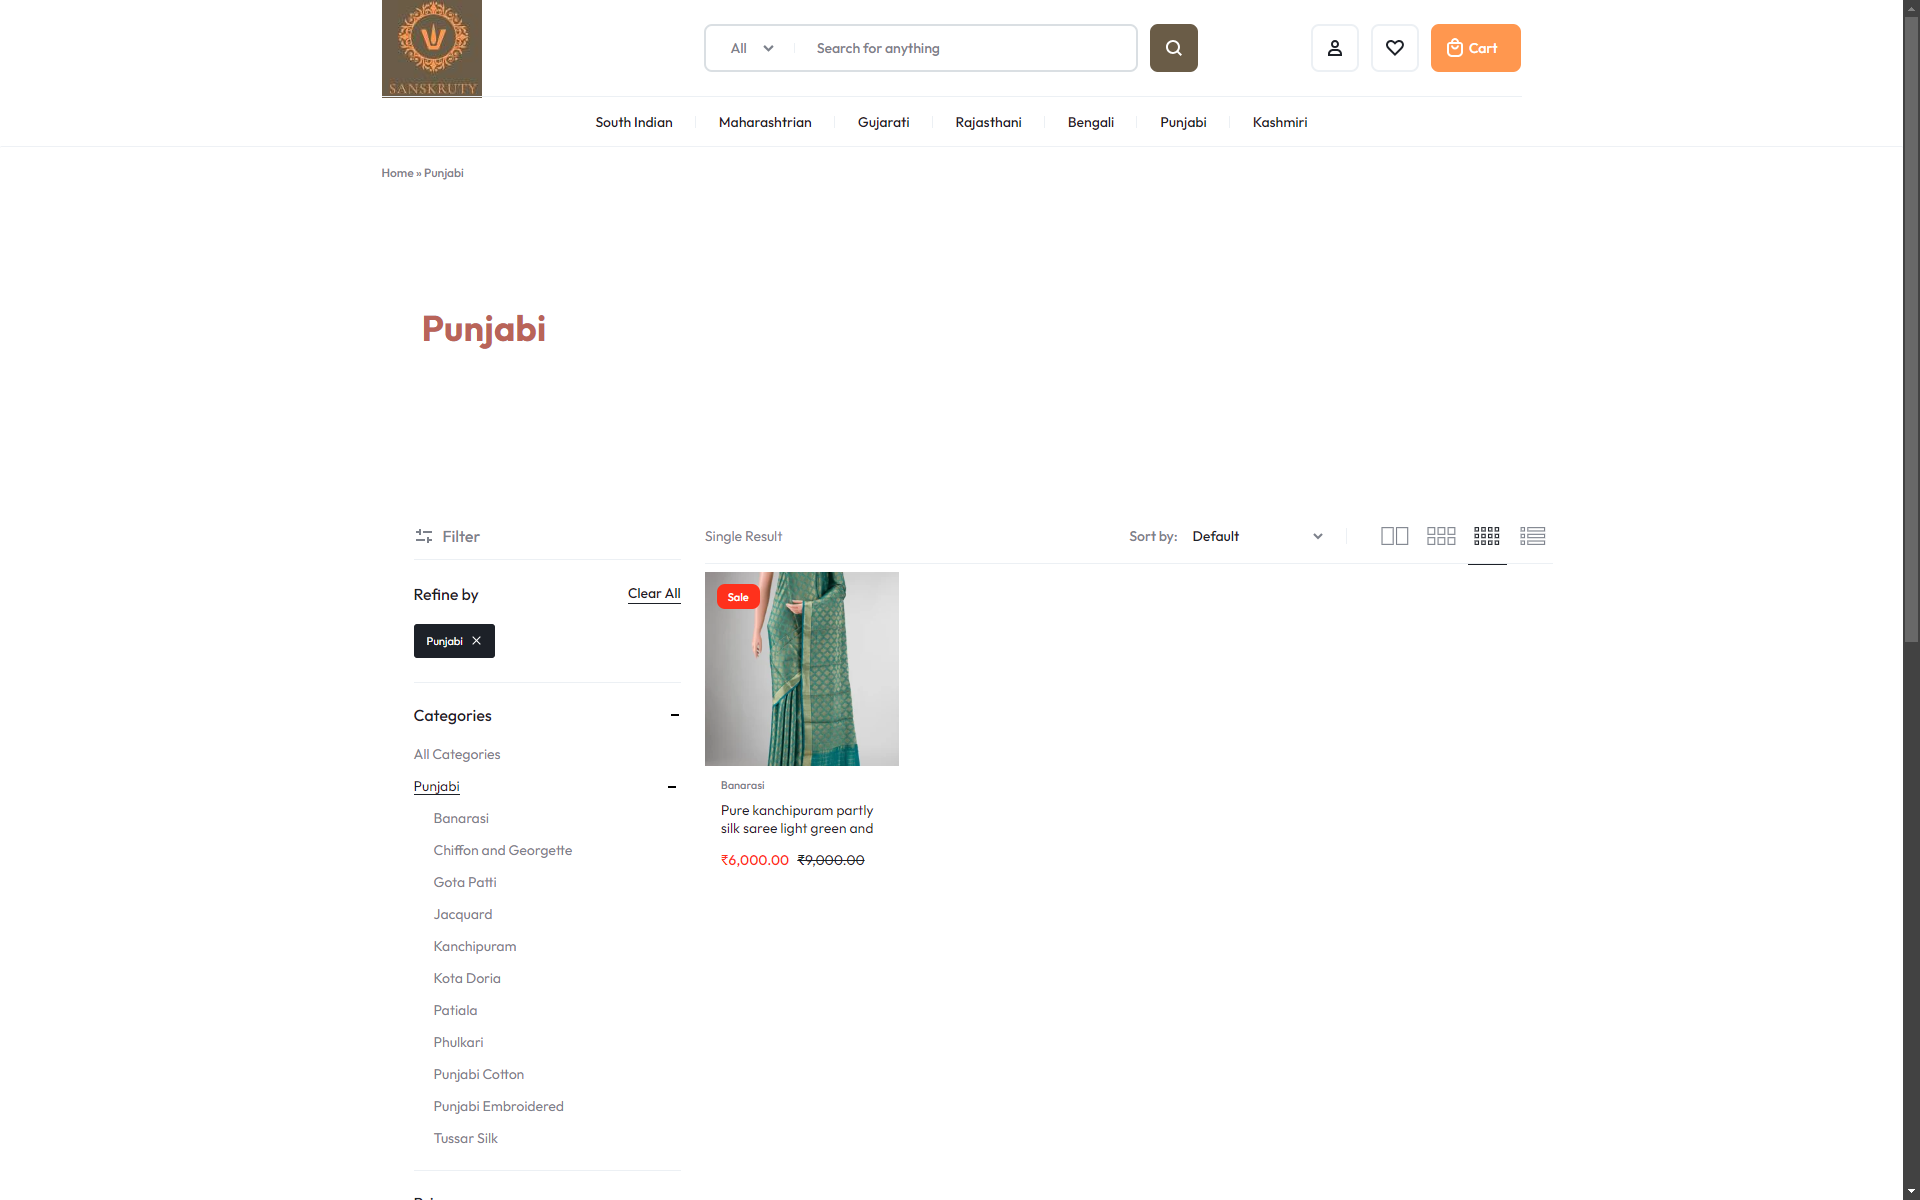 SANSKRUTY
All
Search for anything
Cart
South Indian
Maharashtrian
Gujarati
Rajasthani
Bengali
Punjabi
Kashmiri
Home » Punjabi
Punjabi
Filter
Single Result
Sort by: Default
Refine by
Clear All
Punjabi
Categories
All Categories
Punjabi
Banarasi
Chiffon and Georgette
Gota Patti
Jacquard
Kanchipuram
Kota Doria
Patiala
Phulkari
Punjabi Cotton
Punjabi Embroidered
Tussar Silk
Sale
Banarasi
Pure kanchipuram partly
silk saree light green and
₹6,000.00 ₹9,000.00